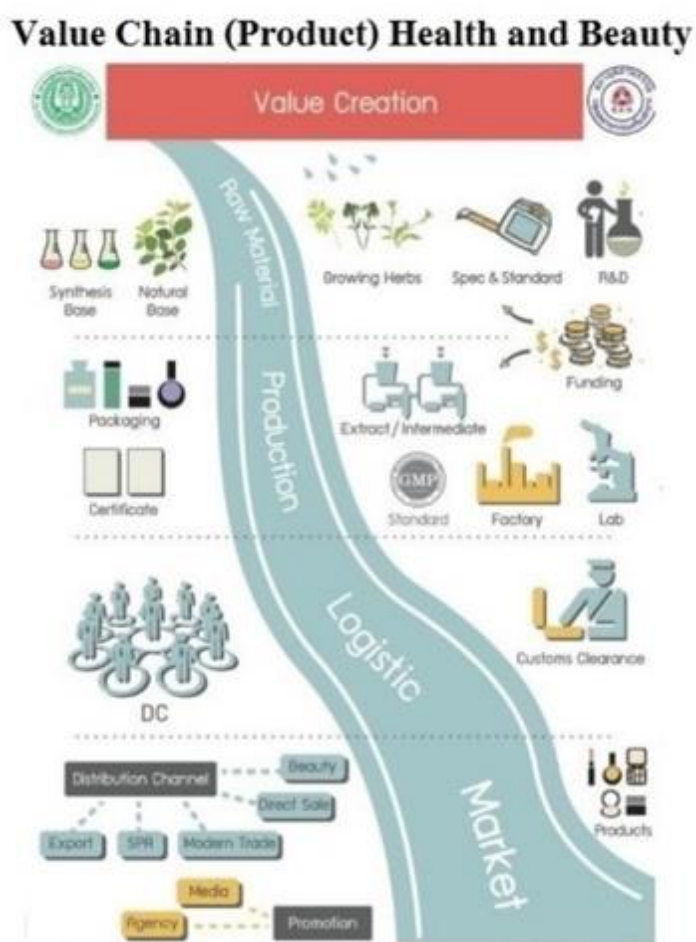 Value Chain (Product) Health and Beauty
Value Creation
Raw Material
Synthesis
Base
Natural
Base
Growing Herbs
Spec & Standard
R&D
Funding
Production
Packaging
Certificate
Extract / Intermediate
GMP
Standard
Factory
Lab
Logistic
DC
Customs Clearance
Market
Distribution Channel
Beauty
Direct Sale
Export
SPR
Modern Trade
Products
Media
Agency
Promotion